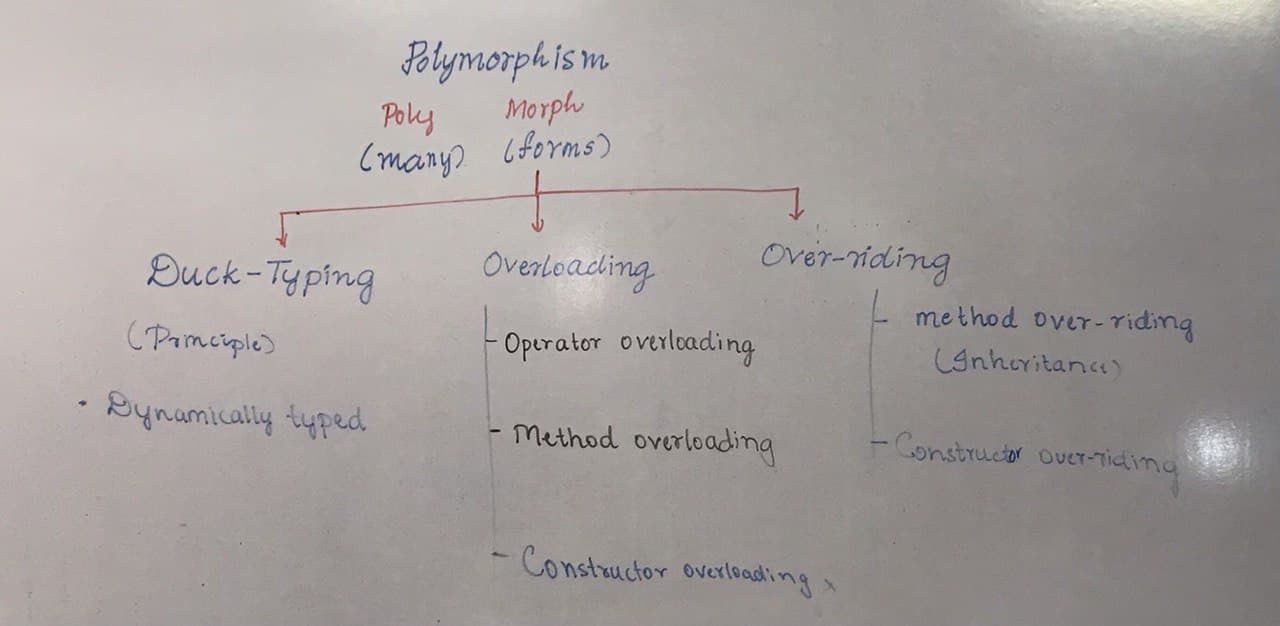 Polymorphism
Poly Morph
(many) (forms)
Duck-Typing
(Principle)
• Dynamically typed
Overloading
- Operator overloading
- Method overloading
- Constructor overloading x
Over-riding
- method over-riding
(Inheritance)
- Constructor over-riding